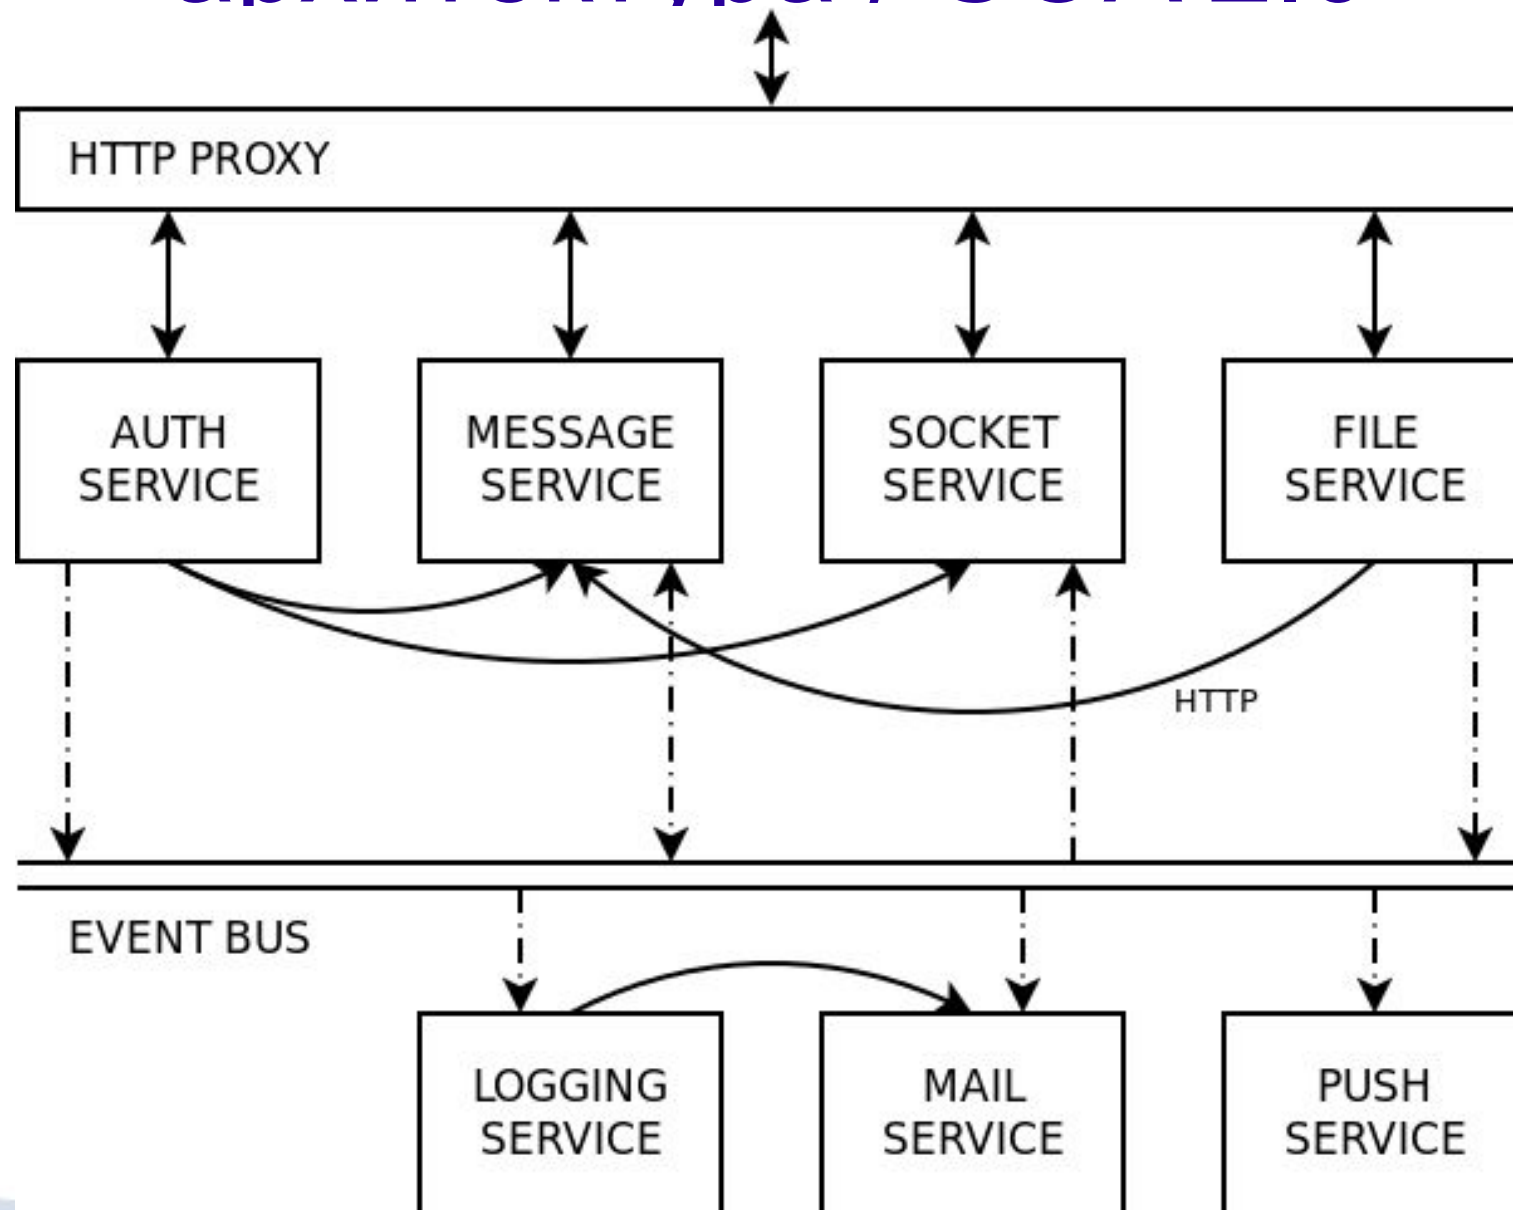 HTTP PROXY
AUTH
SERVICE
MESSAGE
SERVICE
SOCKET
SERVICE
FILE
SERVICE
HTTP
EVENT BUS
LOGGING
SERVICE
MAIL
SERVICE
PUSH
SERVICE